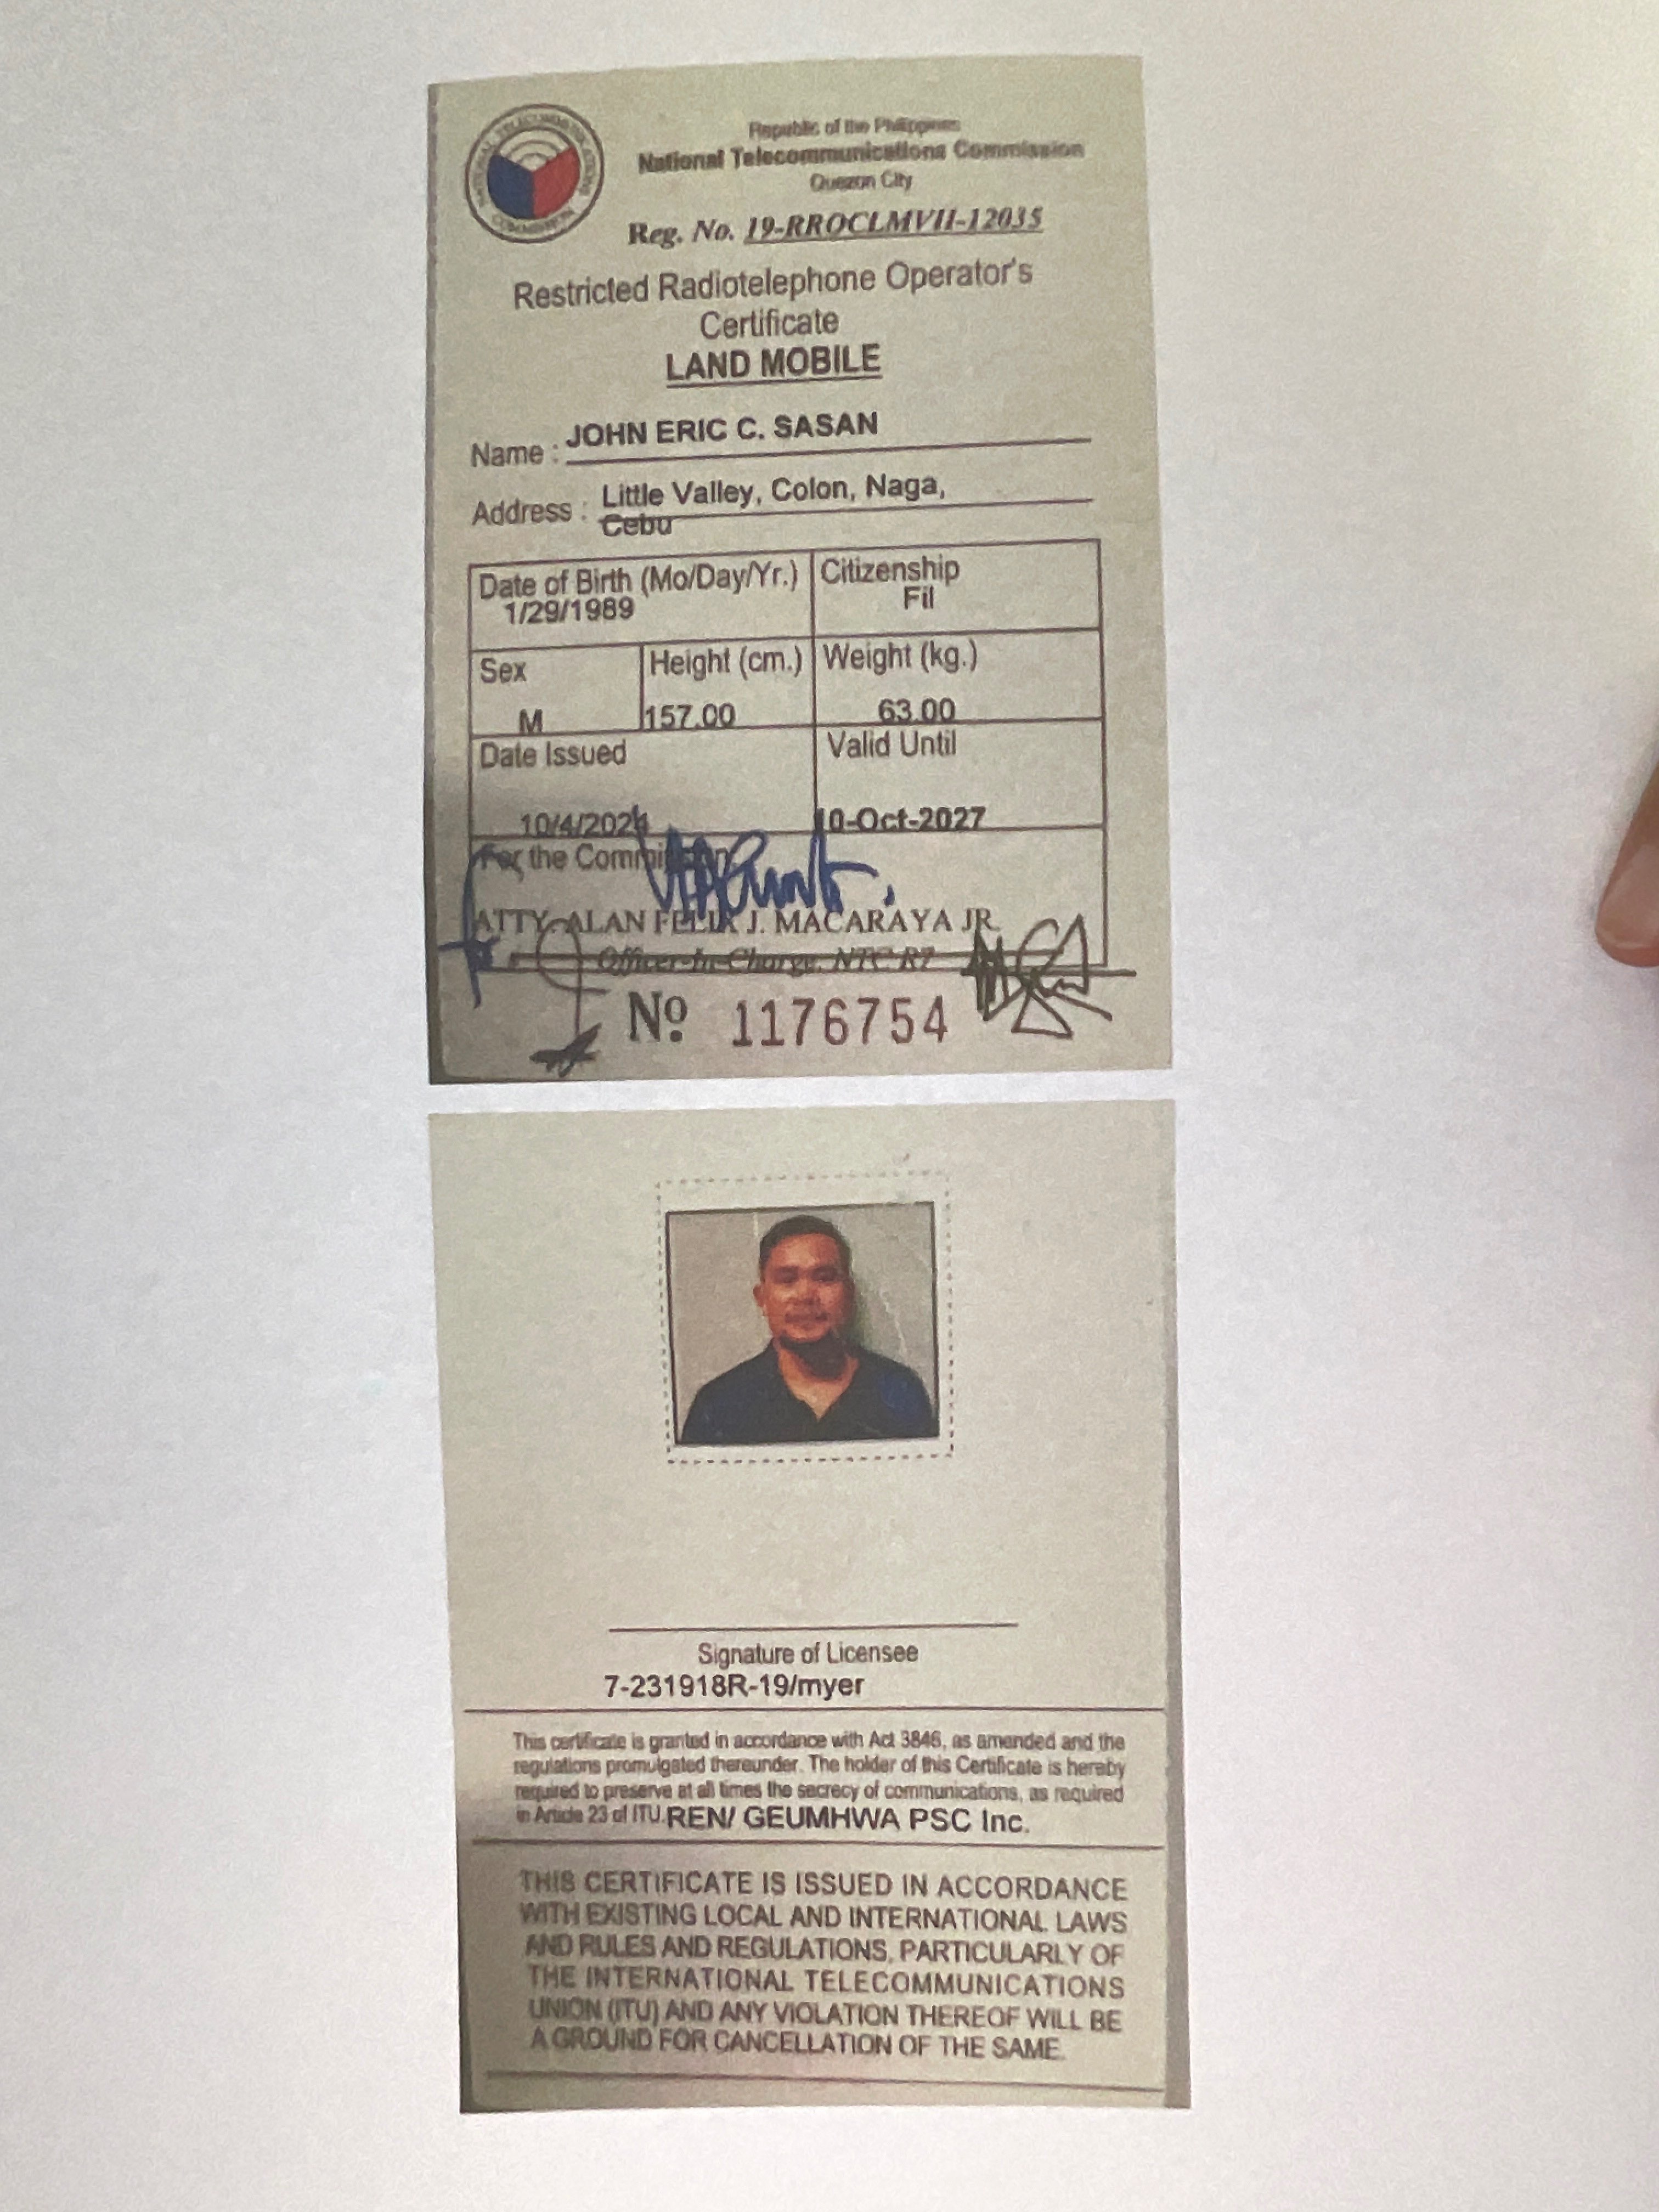 NATIONAL TELECOMMUNICATIONS COMMISSION
Republic of the Philippines
National Telecommunications Commission
Quezon City
Reg. No. 19-RROCLMVII-12035
Restricted Radiotelephone Operator's
Certificate
LAND MOBILE
Name : JOHN ERIC C. SASAN
Address : Little Valley, Colon, Naga,
Cebu
Date of Birth (Mo/Day/Yr.) Citizenship
1/29/1989 Fil
Sex Height (cm.) Weight (kg.)
M 157.00 63.00
Date Issued Valid Until
10/4/2024 10-Oct-2027
For the Commission:
ATTY. ALAN FELIX J. MACARAYA JR.
Officer-In-Charge, NTC R7
Nº 1176754
Signature of Licensee
7-231918R-19/myer
This certificate is granted in accordance with Act 3846, as amended and the
regulations promulgated thereunder. The holder of this Certificate is hereby
required to preserve at all times the secrecy of communications, as required
in Article 23 of ITU. REN/ GEUMHWA PSC Inc.
THIS CERTIFICATE IS ISSUED IN ACCORDANCE
WITH EXISTING LOCAL AND INTERNATIONAL LAWS
AND RULES AND REGULATIONS, PARTICULARLY OF
THE INTERNATIONAL TELECOMMUNICATIONS
UNION (ITU) AND ANY VIOLATION THEREOF WILL BE
A GROUND FOR CANCELLATION OF THE SAME.